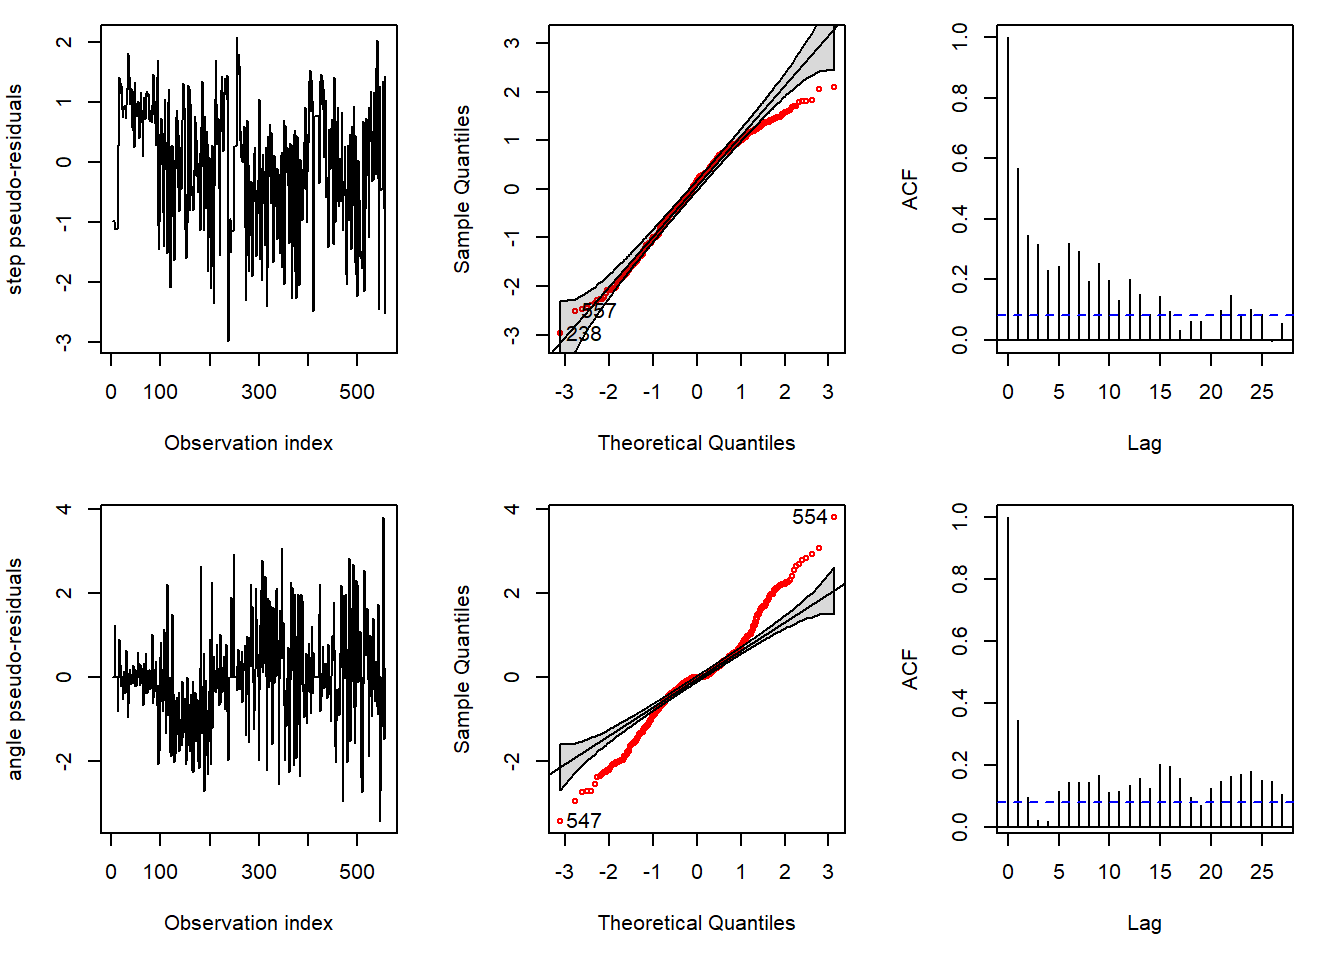 step pseudo-residuals
2
1
0
-1
-2
-3
0 100 300 500
Observation index
Sample Quantiles
3
2
1
0
-1
-2
-3
557
238
-3 -2 -1 0 1 2 3
Theoretical Quantiles
ACF
1.0
0.8
0.6
0.4
0.2
0.0
0 5 10 15 20 25
Lag
angle pseudo-residuals
4
2
0
-2
0 100 300 500
Observation index
Sample Quantiles
4
2
0
-2
554
547
-3 -2 -1 0 1 2 3
Theoretical Quantiles
ACF
1.0
0.8
0.6
0.4
0.2
0.0
0 5 10 15 20 25
Lag